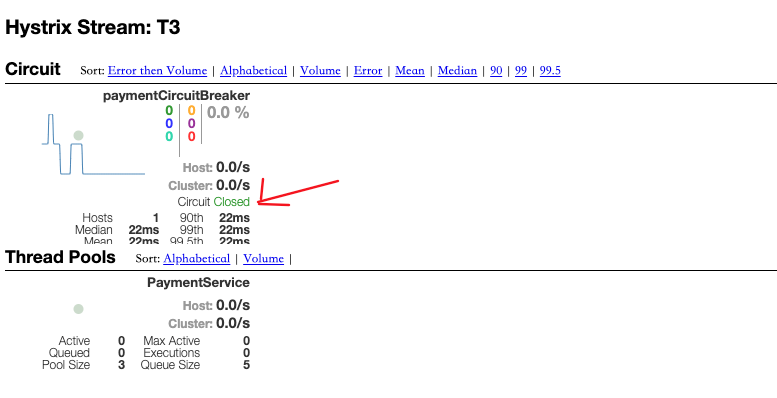 Hystrix Stream: T3
Circuit Sort: Error then Volume | Alphabetical | Volume | Error | Mean | Median | 90 | 99 | 99.5
paymentCircuitBreaker
0 0 0.0 %
0 0
0 0
Host: 0.0/s
Cluster: 0.0/s
Circuit Closed
Hosts 1 90th 22ms
Median 22ms 99th 22ms
Mean 22ms 99.5th 22ms
Thread Pools Sort: Alphabetical | Volume |
PaymentService
Host: 0.0/s
Cluster: 0.0/s
Active 0 Max Active 0
Queued 0 Executions 0
Pool Size 3 Queue Size 5